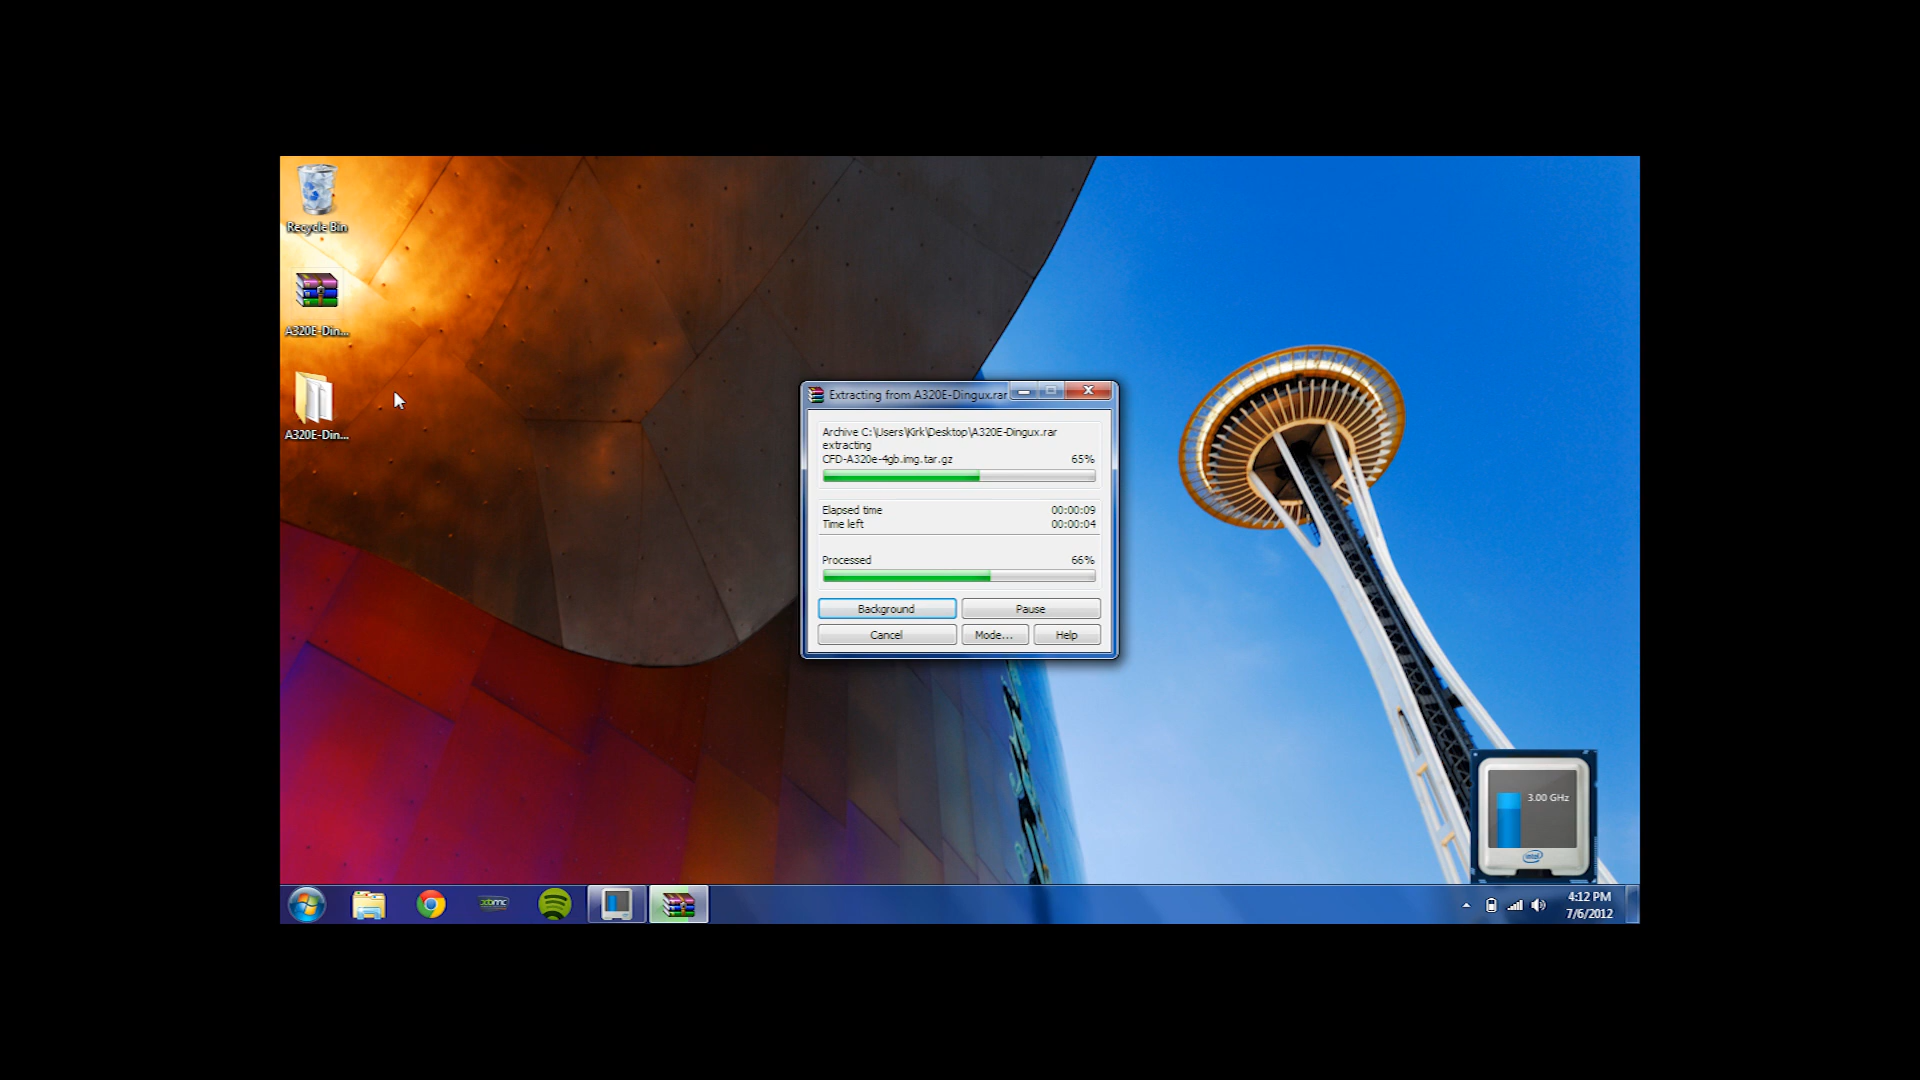 Recycle Bin
A320E-Din...
A320E-Din...
Extracting from A320E-Dingux.rar
Archive C:\Users\Kirk\Desktop\A320E-Dingux.rar
extracting
CFD-A320e-4gb.img.tar.gz 65%
Elapsed time 00:00:09
Time left 00:00:04
Processed 66%
Background Pause
Cancel Mode... Help
3.00 GHz
intel
xbmc
4:12 PM
7/6/2012